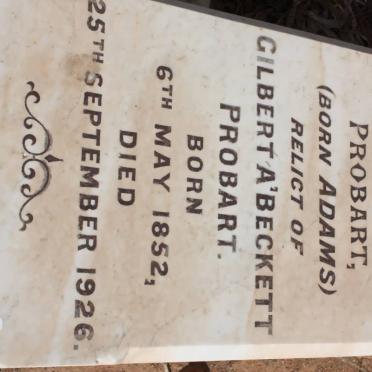 PROBART,
(BORN ADAMS)
RELICT OF
GILBERT A'BECKETT
PROBART.
BORN
6TH MAY 1852,
DIED
25TH SEPTEMBER 1926.